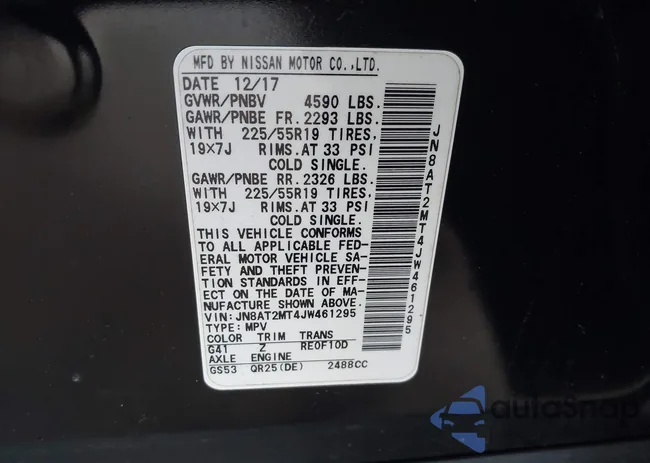 MFD BY NISSAN MOTOR CO.,LTD.
DATE 12/17
GVWR/PNBV 4590 LBS.
GAWR/PNBE FR. 2293 LBS.
WITH 225/55R19 TIRES,
19×7J RIMS.AT 33 PSI
COLD SINGLE.
GAWR/PNBE RR. 2326 LBS.
WITH 225/55R19 TIRES,
19×7J RIMS.AT 33 PSI
COLD SINGLE.
THIS VEHICLE CONFORMS
TO ALL APPLICABLE FED-
ERAL MOTOR VEHICLE SA-
FETY AND THEFT PREVEN-
TION STANDARDS IN EFF-
ECT ON THE DATE OF MA-
NUFACTURE SHOWN ABOVE.
VIN: JN8AT2MT4JW461295
TYPE: MPV
COLOR TRIM TRANS
G41 Z RE0F10D
AXLE ENGINE
GS53 QR25(DE) 2488CC
JN8AT2MT4JW461295
autoSnap